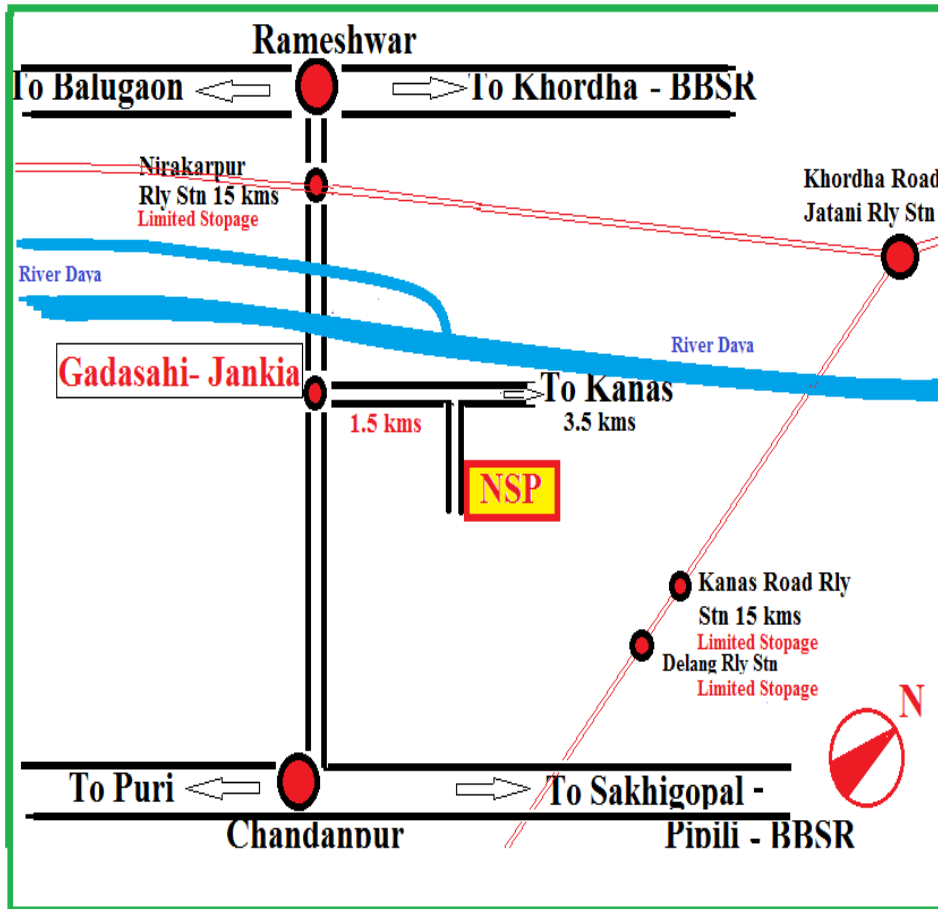 Rameshwar
To Balugaon
To Khordha - BBSR
Nirakarpur
Rly Stn 15 kms
Limited Stopage
Khordha Road
Jatani Rly Stn
River Daya
River Daya
Gadasahi- Jankia
To Kanas
1.5 kms
3.5 kms
NSP
Kanas Road Rly
Stn 15 kms
Limited Stopage
Delang Rly Stn
Limited Stopage
N
To Puri
To Sakhigopal -
Chandanpur
Pipili - BBSR